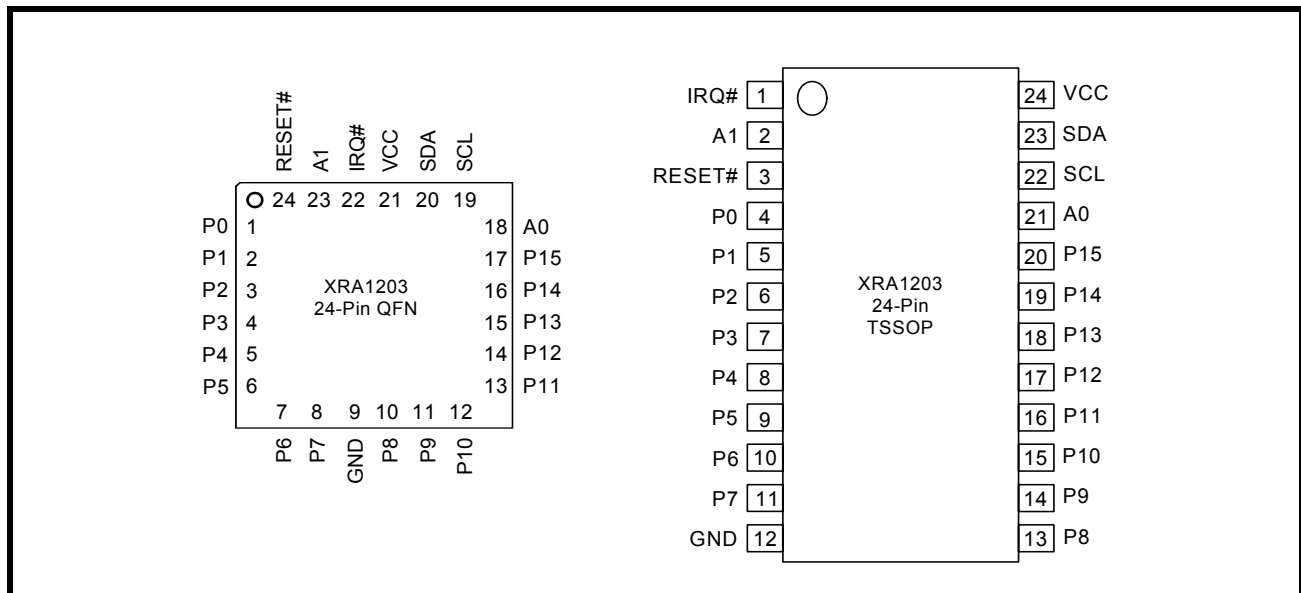 RESET#
A1
IRQ#
VCC
SDA
SCL
24 23 22 21 20 19
P0 1 18 A0
P1 2 17 P15
P2 3 16 P14
P3 4 15 P13
P4 5 14 P12
P5 6 13 P11
XRA1203
24-Pin QFN
7 8 9 10 11 12
P6
P7
GND
P8
P9
P10
IRQ# 1 24 VCC
A1 2 23 SDA
RESET# 3 22 SCL
P0 4 21 A0
P1 5 20 P15
P2 6 19 P14
P3 7 18 P13
P4 8 17 P12
P5 9 16 P11
P6 10 15 P10
P7 11 14 P9
GND 12 13 P8
XRA1203
24-Pin
TSSOP